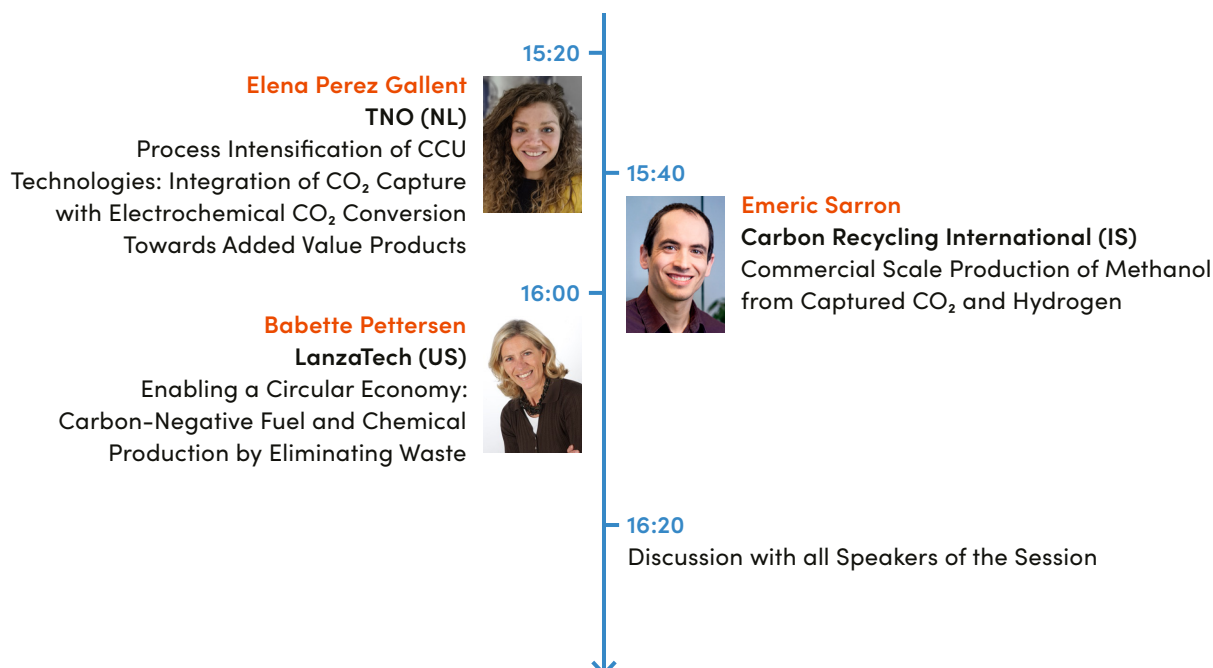 15:20
Elena Perez Gallent
TNO (NL)
Process Intensification of CCU
Technologies: Integration of CO₂ Capture
with Electrochemical CO₂ Conversion
Towards Added Value Products
15:40
Emeric Sarron
Carbon Recycling International (IS)
Commercial Scale Production of Methanol
from Captured CO₂ and Hydrogen
16:00
Babette Pettersen
LanzaTech (US)
Enabling a Circular Economy:
Carbon-Negative Fuel and Chemical
Production by Eliminating Waste
16:20
Discussion with all Speakers of the Session